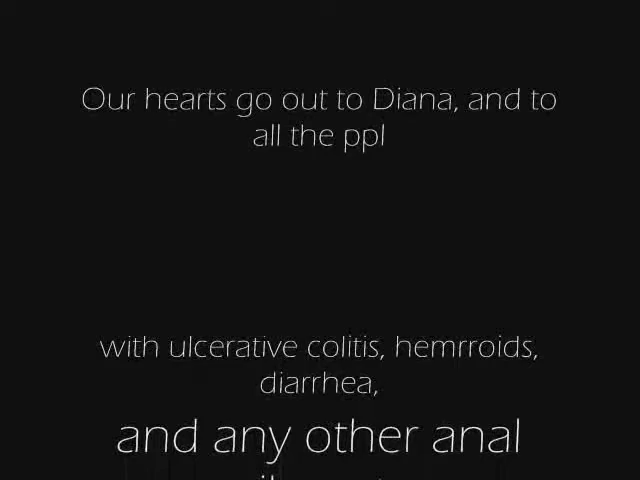 Our hearts go out to Diana, and to
all the ppl
with ulcerative colitis, hemrroids,
diarrhea,
and any other anal